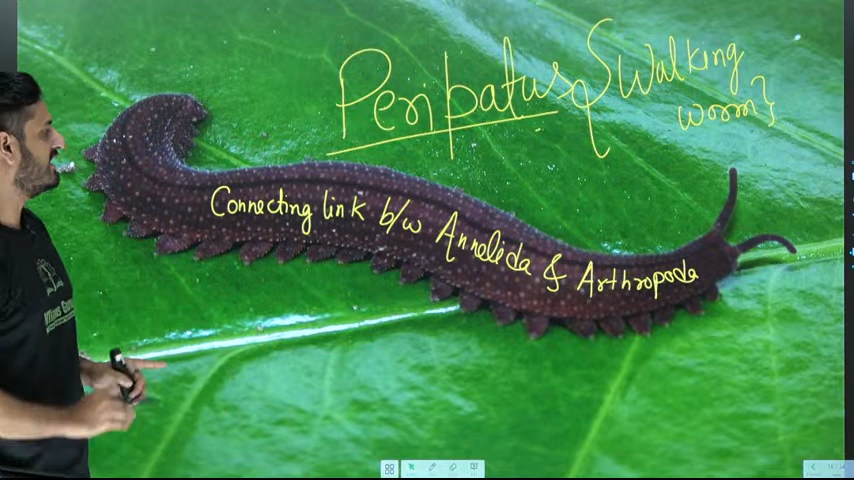 Peripatus {Walking
worm}
Connecting link b/w Annelida & Arthropoda